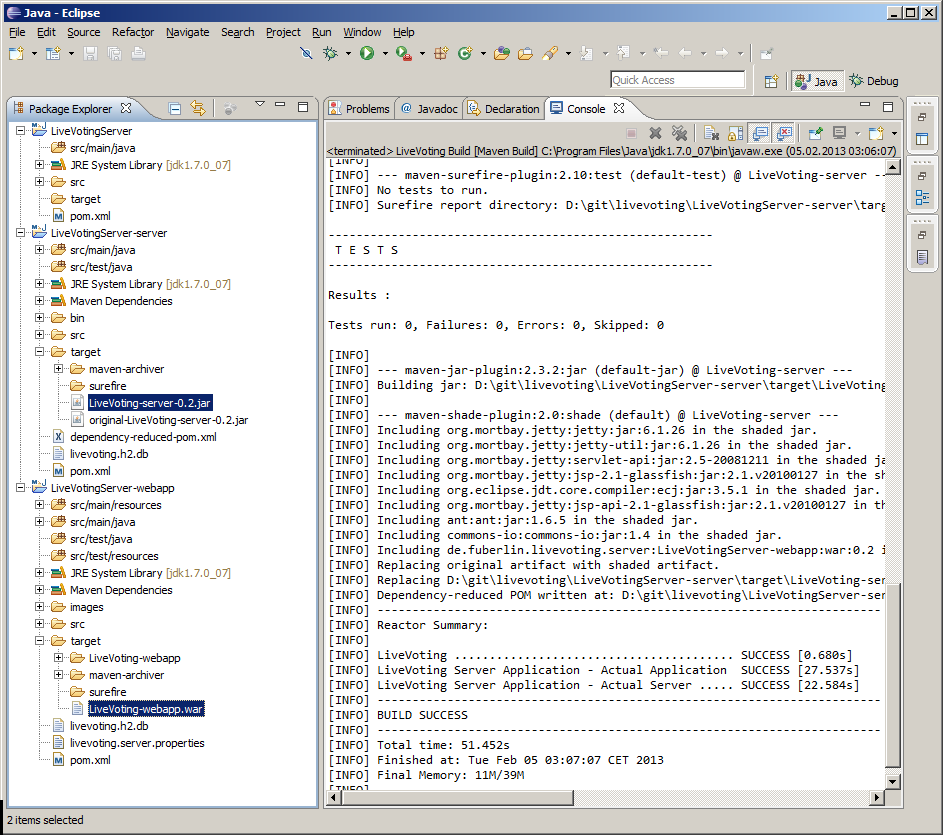 Java - Eclipse
File Edit Source Refactor Navigate Search Project Run Window Help
Quick Access
Java
Debug
Package Explorer
LiveVotingServer
src/main/java
JRE System Library [jdk1.7.0_07]
src
target
pom.xml
LiveVotingServer-server
src/main/java
src/test/java
JRE System Library [jdk1.7.0_07]
Maven Dependencies
bin
src
target
maven-archiver
surefire
LiveVoting-server-0.2.jar
original-LiveVoting-server-0.2.jar
dependency-reduced-pom.xml
livevoting.h2.db
pom.xml
LiveVotingServer-webapp
src/main/resources
src/main/java
src/test/java
src/test/resources
JRE System Library [jdk1.7.0_07]
Maven Dependencies
images
src
target
LiveVoting-webapp
maven-archiver
surefire
LiveVoting-webapp.war
livevoting.h2.db
livevoting.server.properties
pom.xml
Problems @ Javadoc Declaration Console
<terminated> LiveVoting Build [Maven Build] C:\Program Files\Java\jdk1.7.0_07\bin\javaw.exe (05.02.2013 03:06:07)
[INFO]
[INFO] --- maven-surefire-plugin:2.10:test (default-test) @ LiveVoting-server --
[INFO] No tests to run.
[INFO] Surefire report directory: D:\git\livevoting\LiveVotingServer-server\targ
-------------------------------------------------------
T E S T S
-------------------------------------------------------
Results :
Tests run: 0, Failures: 0, Errors: 0, Skipped: 0
[INFO]
[INFO] --- maven-jar-plugin:2.3.2:jar (default-jar) @ LiveVoting-server ---
[INFO] Building jar: D:\git\livevoting\LiveVotingServer-server\target\LiveVoting
[INFO]
[INFO] --- maven-shade-plugin:2.0:shade (default) @ LiveVoting-server ---
[INFO] Including org.mortbay.jetty:jetty:jar:6.1.26 in the shaded jar.
[INFO] Including org.mortbay.jetty:jetty-util:jar:6.1.26 in the shaded jar.
[INFO] Including org.mortbay.jetty:servlet-api:jar:2.5-20081211 in the shaded ja
[INFO] Including org.mortbay.jetty:jsp-2.1-glassfish:jar:2.1.v20100127 in the sh
[INFO] Including org.eclipse.jdt.core.compiler:ecj:jar:3.5.1 in the shaded jar.
[INFO] Including org.mortbay.jetty:jsp-api-2.1-glassfish:jar:2.1.v20100127 in th
[INFO] Including ant:ant:jar:1.6.5 in the shaded jar.
[INFO] Including commons-io:commons-io:jar:1.4 in the shaded jar.
[INFO] Including de.fuberlin.livevoting.server:LiveVotingServer-webapp:war:0.2 i
[INFO] Replacing original artifact with shaded artifact.
[INFO] Replacing D:\git\livevoting\LiveVotingServer-server\target\LiveVoting-ser
[INFO] Dependency-reduced POM written at: D:\git\livevoting\LiveVotingServer-ser
[INFO] ------------------------------------------------------------------------
[INFO] Reactor Summary:
[INFO]
[INFO] LiveVoting ........................................ SUCCESS [0.680s]
[INFO] LiveVoting Server Application - Actual Application  SUCCESS [27.537s]
[INFO] LiveVoting Server Application - Actual Server ..... SUCCESS [22.584s]
[INFO] ------------------------------------------------------------------------
[INFO] BUILD SUCCESS
[INFO] ------------------------------------------------------------------------
[INFO] Total time: 51.452s
[INFO] Finished at: Tue Feb 05 03:07:07 CET 2013
[INFO] Final Memory: 11M/39M
[INFO]
2 items selected